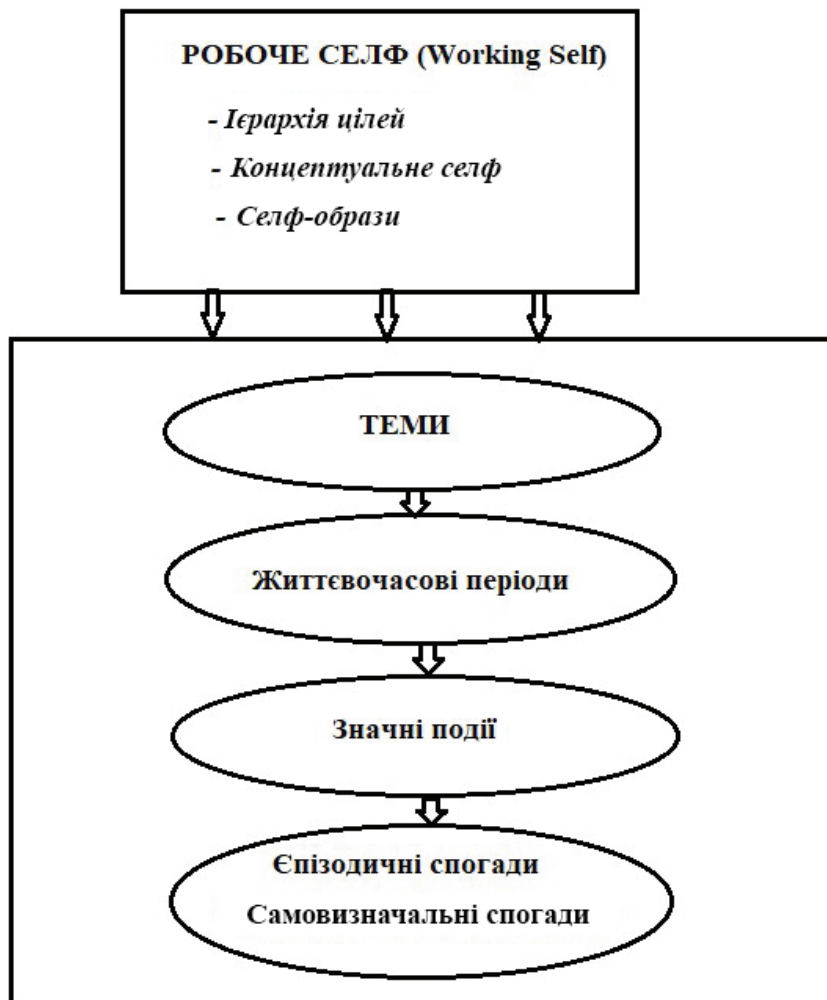 РОБОЧЕ СЕЛФ (Working Self)
- Ієрархія цілей
- Концептуальне селф
- Селф-образи
ТЕМИ
Життєвочасові періоди
Значні події
Єпізодичні спогади
Самовизначальні спогади